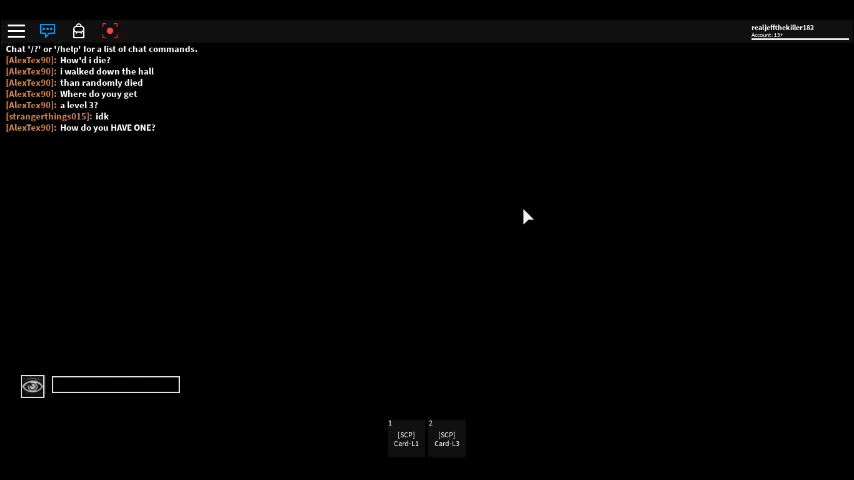 realjeffthekiller182
Account: 13+
Chat '/?' or '/help' for a list of chat commands.
[AlexTex90]: How'd i die?
[AlexTex90]: i walked down the hall
[AlexTex90]: than randomly died
[AlexTex90]: Where do youy get
[AlexTex90]: a level 3?
[strangerthings015]: idk
[AlexTex90]: How do you HAVE ONE?
1
[SCP]
Card-L1
2
[SCP]
Card-L3